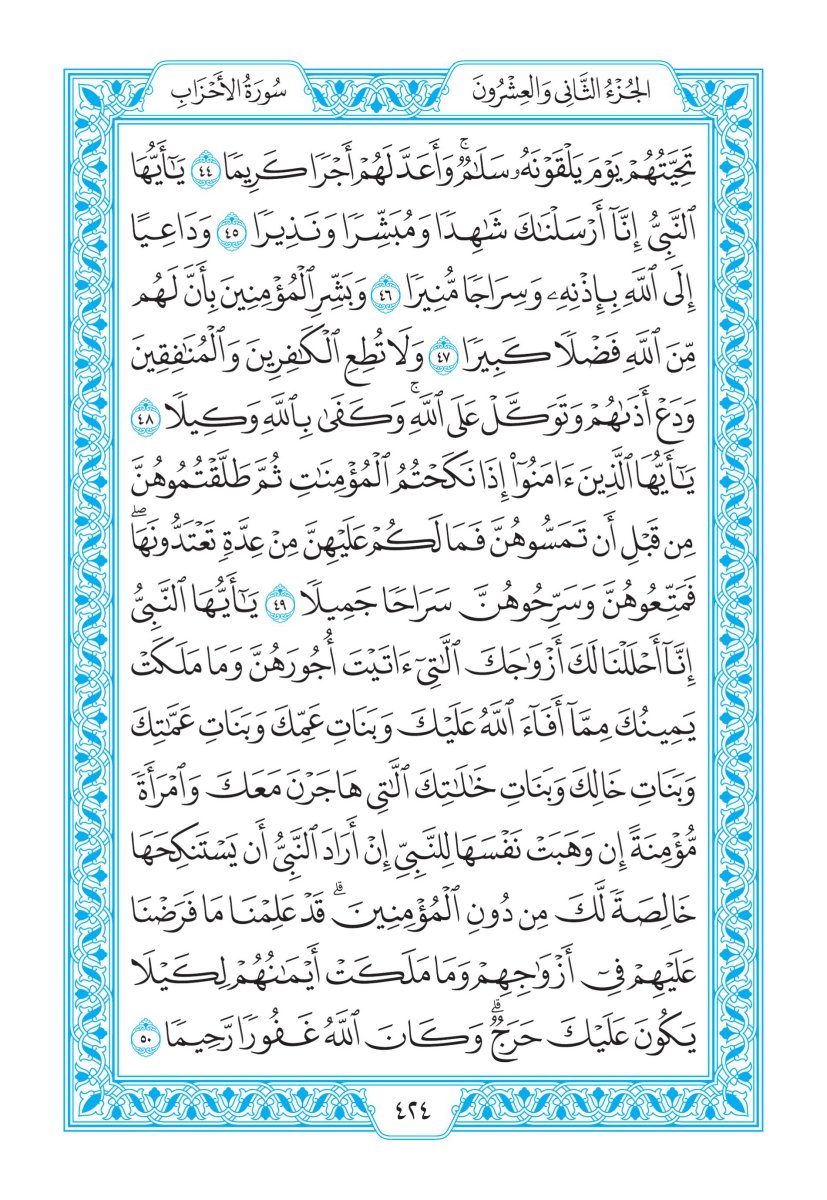 الجُزْءُ الثَّانِي وَالعِشْرُونَ
سُورَةُ الأَحْزَابِ
تَحِيَّتُهُمْ يَوْمَ يَلْقَوْنَهُۥ سَلَٰمٌۚ وَأَعَدَّ لَهُمْ أَجْرًا كَرِيمًا ٤٤ يَٰٓأَيُّهَا
ٱلنَّبِيُّ إِنَّآ أَرْسَلْنَٰكَ شَٰهِدًا وَمُبَشِّرًا وَنَذِيرًا ٤٥ وَدَاعِيًا
إِلَى ٱللَّهِ بِإِذْنِهِۦ وَسِرَاجًا مُّنِيرًا ٤٦ وَبَشِّرِ ٱلْمُؤْمِنِينَ بِأَنَّ لَهُم
مِّنَ ٱللَّهِ فَضْلًا كَبِيرًا ٤٧ وَلَا تُطِعِ ٱلْكَٰفِرِينَ وَٱلْمُنَٰفِقِينَ
وَدَعْ أَذَىٰهُمْ وَتَوَكَّلْ عَلَى ٱللَّهِۚ وَكَفَىٰ بِٱللَّهِ وَكِيلًا ٤٨
يَٰٓأَيُّهَا ٱلَّذِينَ ءَامَنُوٓا۟ إِذَا نَكَحْتُمُ ٱلْمُؤْمِنَٰتِ ثُمَّ طَلَّقْتُمُوهُنَّ
مِن قَبْلِ أَن تَمَسُّوهُنَّ فَمَا لَكُمْ عَلَيْهِنَّ مِنْ عِدَّةٍ تَعْتَدُّونَهَاۖ
فَمَتِّعُوهُنَّ وَسَرِّحُوهُنَّ سَرَاحًا جَمِيلًا ٤٩ يَٰٓأَيُّهَا ٱلنَّبِيُّ
إِنَّآ أَحْلَلْنَا لَكَ أَزْوَٰجَكَ ٱلَّٰتِيٓ ءَاتَيْتَ أُجُورَهُنَّ وَمَا مَلَكَتْ
يَمِينُكَ مِمَّآ أَفَآءَ ٱللَّهُ عَلَيْكَ وَبَنَاتِ عَمِّكَ وَبَنَاتِ عَمَّٰتِكَ
وَبَنَاتِ خَالِكَ وَبَنَاتِ خَٰلَٰتِكَ ٱلَّٰتِي هَاجَرْنَ مَعَكَ وَٱمْرَأَةً
مُّؤْمِنَةً إِن وَهَبَتْ نَفْسَهَا لِلنَّبِيِّ إِنْ أَرَادَ ٱلنَّبِيُّ أَن يَسْتَنكِحَهَا
خَالِصَةً لَّكَ مِن دُونِ ٱلْمُؤْمِنِينَۗ قَدْ عَلِمْنَا مَا فَرَضْنَا
عَلَيْهِمْ فِيٓ أَزْوَٰجِهِمْ وَمَا مَلَكَتْ أَيْمَٰنُهُمْ لِكَيْلَا
يَكُونَ عَلَيْكَ حَرَجٌۗ وَكَانَ ٱللَّهُ غَفُورًا رَّحِيمًا ٥٠
٤٢٤